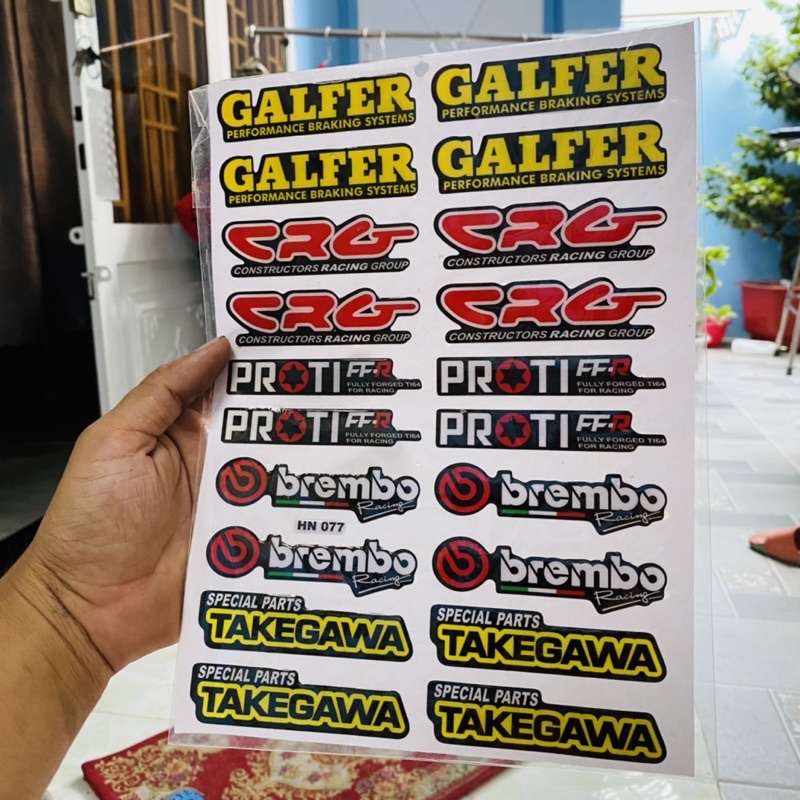 GALFER
PERFORMANCE BRAKING SYSTEMS
GALFER
PERFORMANCE BRAKING SYSTEMS
GALFER
PERFORMANCE BRAKING SYSTEMS
GALFER
PERFORMANCE BRAKING SYSTEMS
CRG
CONSTRUCTORS RACING GROUP
CRG
CONSTRUCTORS RACING GROUP
CRG
CONSTRUCTORS RACING GROUP
CRG
CONSTRUCTORS RACING GROUP
PROTI FF-R
FULLY FORGED TI64
FOR RACING
PROTI FF-R
FULLY FORGED TI64
FOR RACING
PROTI FF-R
FULLY FORGED TI64
FOR RACING
PROTI FF-R
FULLY FORGED TI64
FOR RACING
brembo
Racing
brembo
Racing
HN 077
brembo
Racing
brembo
Racing
SPECIAL PARTS
TAKEGAWA
SPECIAL PARTS
TAKEGAWA
SPECIAL PARTS
TAKEGAWA
SPECIAL PARTS
TAKEGAWA